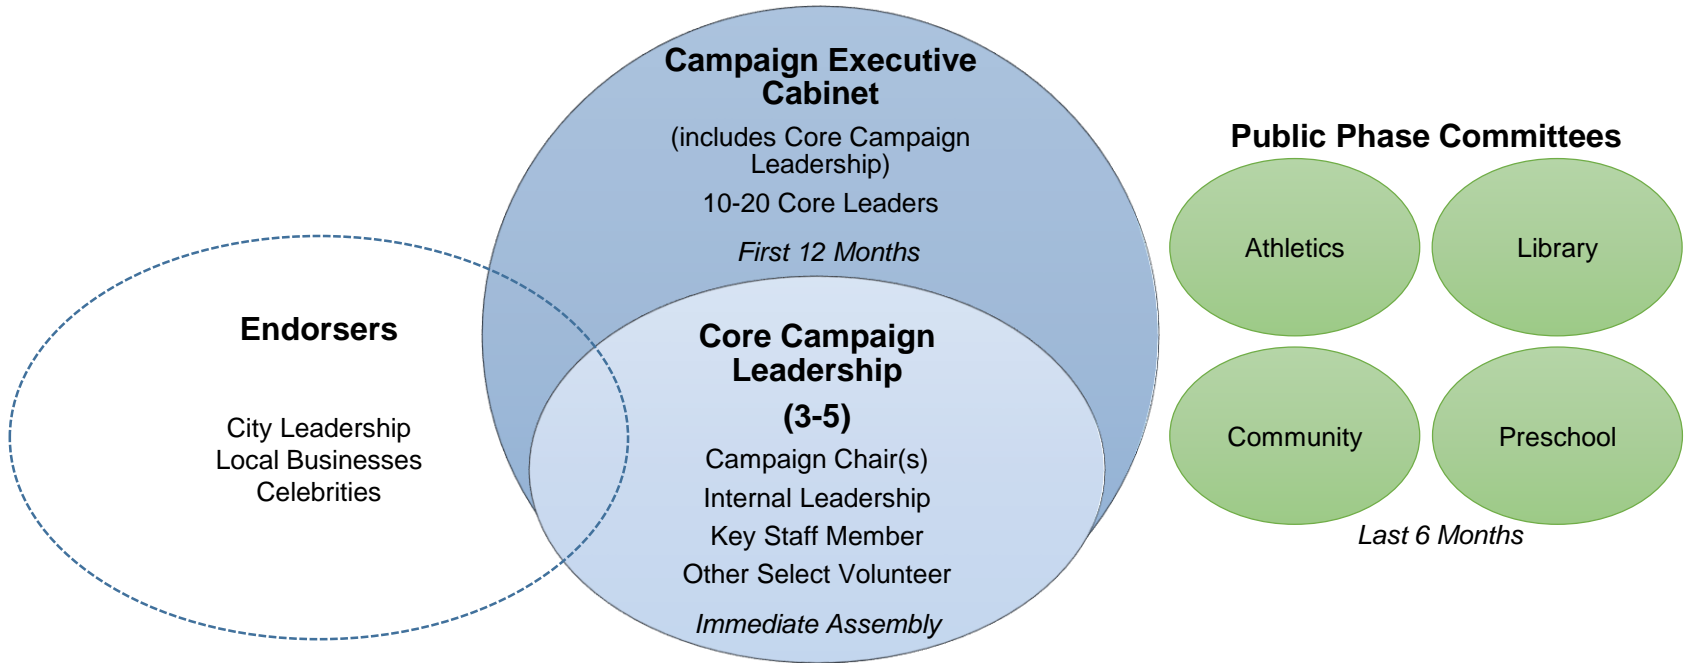 Campaign Executive
Cabinet
(includes Core Campaign
Leadership)
10-20 Core Leaders
First 12 Months
Endorsers
City Leadership
Local Businesses
Celebrities
Core Campaign
Leadership
(3-5)
Campaign Chair(s)
Internal Leadership
Key Staff Member
Other Select Volunteer
Immediate Assembly
Public Phase Committees
Athletics
Library
Community
Preschool
Last 6 Months